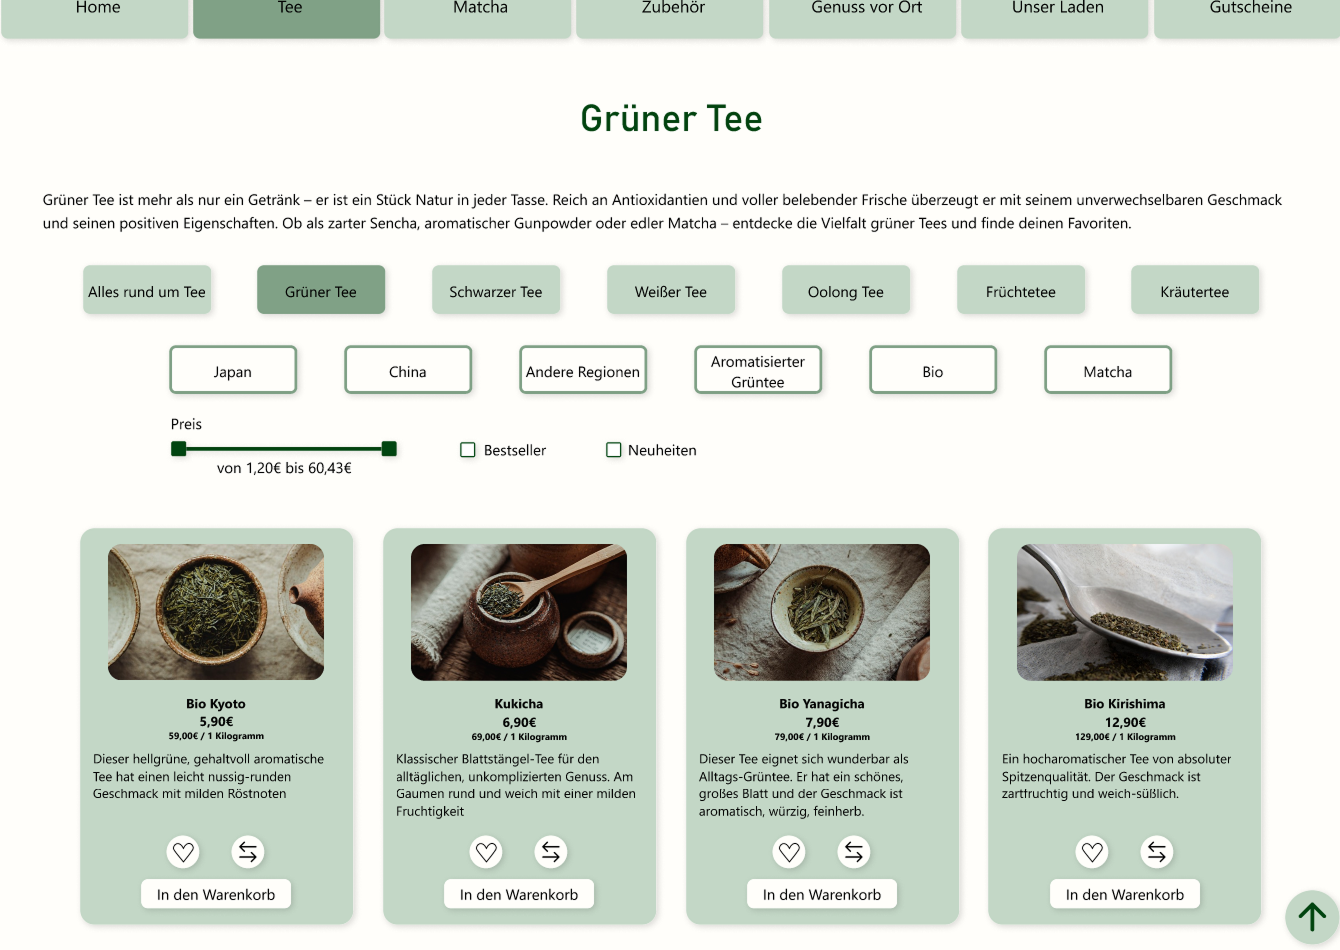 Home
Tee
Matcha
Zubehör
Genuss vor Ort
Unser Laden
Gutscheine
Grüner Tee
Grüner Tee ist mehr als nur ein Getränk – er ist ein Stück Natur in jeder Tasse. Reich an Antioxidantien und voller belebender Frische überzeugt er mit seinem unverwechselbaren Geschmack
und seinen positiven Eigenschaften. Ob als zarter Sencha, aromatischer Gunpowder oder edler Matcha – entdecke die Vielfalt grüner Tees und finde deinen Favoriten.
Alles rund um Tee
Grüner Tee
Schwarzer Tee
Weißer Tee
Oolong Tee
Früchtetee
Kräutertee
Japan
China
Andere Regionen
Aromatisierter
Grüntee
Bio
Matcha
Preis
von 1,20€ bis 60,43€
Bestseller
Neuheiten
Bio Kyoto
5,90€
59,00€ / 1 Kilogramm
Dieser hellgrüne, gehaltvoll aromatische
Tee hat einen leicht nussig-runden
Geschmack mit milden Röstnoten
In den Warenkorb
Kukicha
6,90€
69,00€ / 1 Kilogramm
Klassischer Blattstängel-Tee für den
alltäglichen, unkomplizierten Genuss. Am
Gaumen rund und weich mit einer milden
Fruchtigkeit
In den Warenkorb
Bio Yanagicha
7,90€
79,00€ / 1 Kilogramm
Dieser Tee eignet sich wunderbar als
Alltags-Grüntee. Er hat ein schönes,
großes Blatt und der Geschmack ist
aromatisch, würzig, feinherb.
In den Warenkorb
Bio Kirishima
12,90€
129,00€ / 1 Kilogramm
Ein hocharomatischer Tee von absoluter
Spitzenqualität. Der Geschmack ist
zartfruchtig und weich-süßlich.
In den Warenkorb